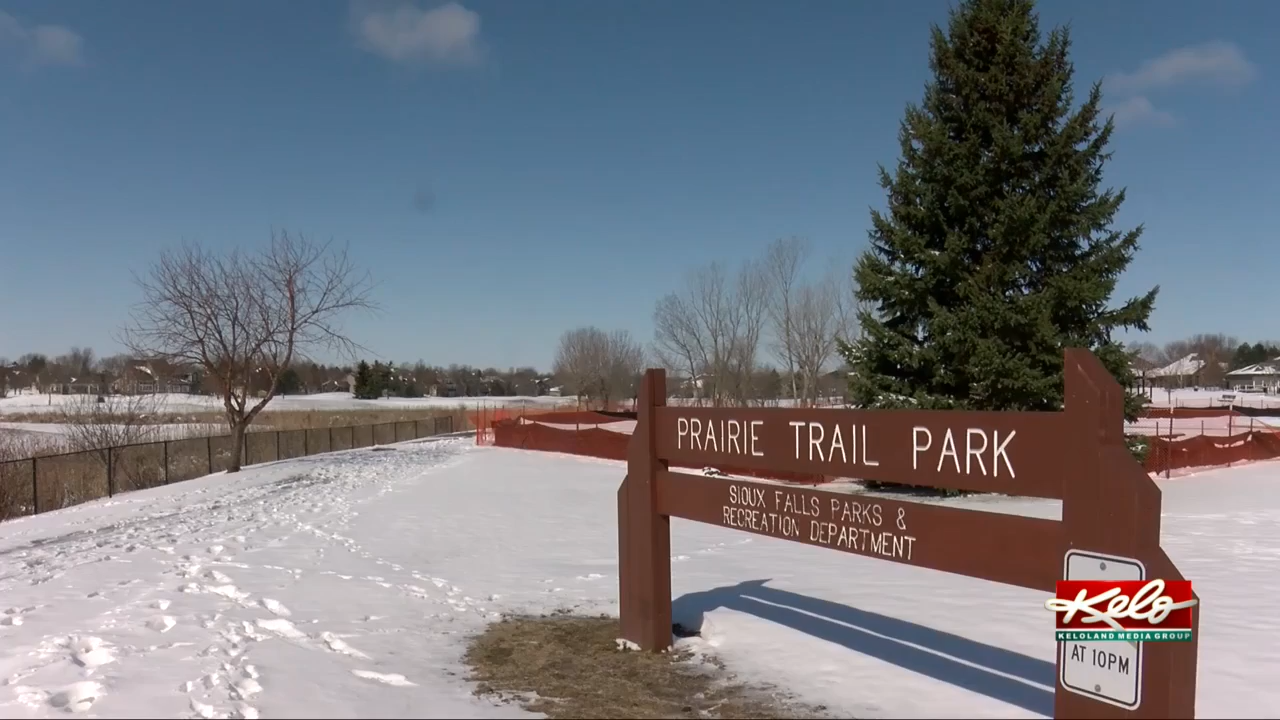 PRAIRIE TRAIL PARK
SIOUX FALLS PARKS &
RECREATION DEPARTMENT
Kelo
KELOLAND MEDIA GROUP
AT 10PM